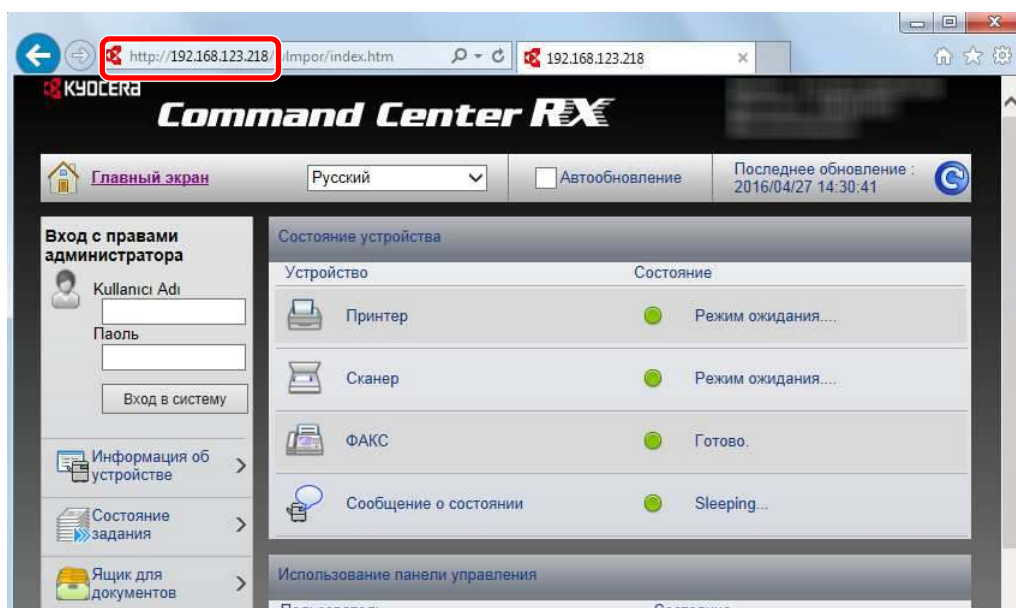 http://192.168.123.218/
mpor/index.htm
192.168.123.218
KYOCERA
Command Center RX
Главный экран
Русский
Автообновление
Последнее обновление :
2016/04/27 14:30:41
Вход с правами
администратора
Kullanıcı Adı
Паоль
Вход в систему
Информация об
устройстве
Состояние
задания
Ящик для
документов
Состояние устройства
Устройство
Состояние
Принтер
Режим ожидания....
Сканер
Режим ожидания....
ФАКС
Готово.
Сообщение о состоянии
Sleeping...
Использование панели управления